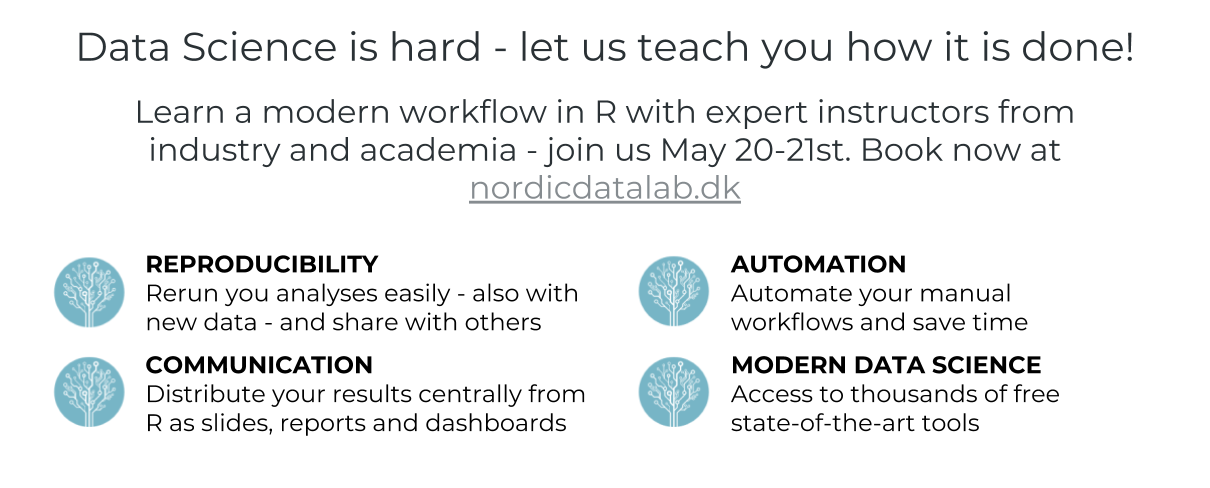 Data Science is hard - let us teach you how it is done!
Learn a modern workflow in R with expert instructors from
industry and academia - join us May 20-21st. Book now at
nordicdatalab.dk
REPRODUCIBILITY
Rerun you analyses easily - also with
new data - and share with others
AUTOMATION
Automate your manual
workflows and save time
COMMUNICATION
Distribute your results centrally from
R as slides, reports and dashboards
MODERN DATA SCIENCE
Access to thousands of free
state-of-the-art tools